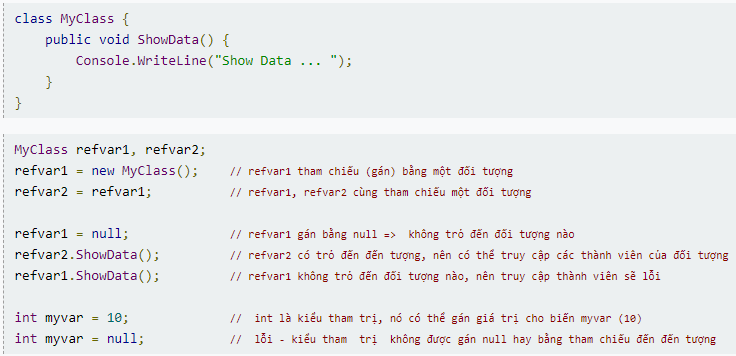 class MyClass {
    public void ShowData() {
        Console.WriteLine("Show Data ... ");
    }
}
MyClass refvar1, refvar2;
refvar1 = new MyClass();    // refvar1 tham chiếu (gán) bằng một đối tượng
refvar2 = refvar1;          // refvar1, refvar2 cùng tham chiếu một đối tượng
refvar1 = null;             // refvar1 gán bằng null =>  không trỏ đến đối tượng nào
refvar2.ShowData();         // refvar2 có trỏ đến đến tượng, nên có thể truy cập các thành viên của đối tượng
refvar1.ShowData();         // refvar1 không trỏ đến đối tượng nào, nên truy cập thành viên sẽ lỗi
int myvar = 10;             //  int là kiểu tham trị, nó có thể gán giá trị cho biến myvar (10)
int myvar = null;           //  lỗi - kiểu tham  trị  không được gán null hay bằng tham chiếu đến đến tượng